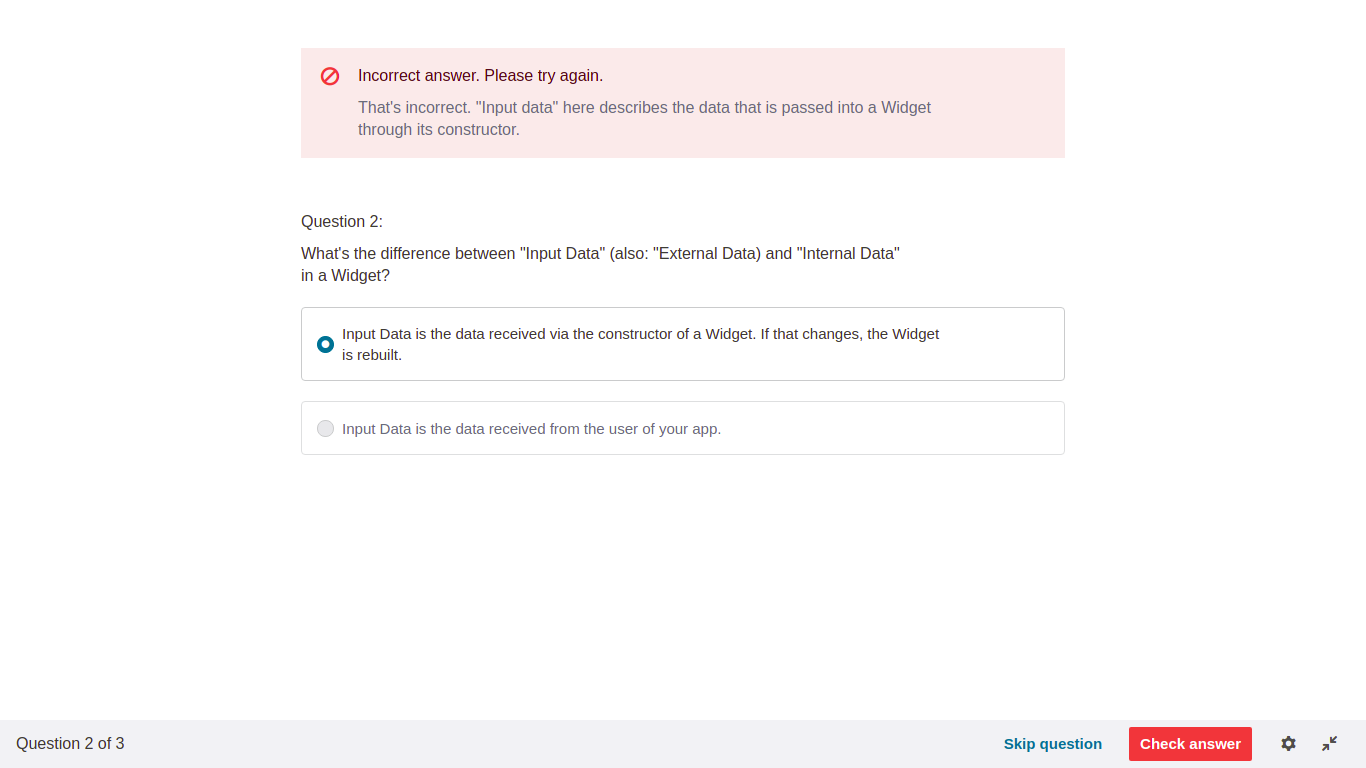 Incorrect answer. Please try again.
That's incorrect. "Input data" here describes the data that is passed into a Widget
through its constructor.
Question 2:
What's the difference between "Input Data" (also: "External Data) and "Internal Data"
in a Widget?
Input Data is the data received via the constructor of a Widget. If that changes, the Widget
is rebuilt.
Input Data is the data received from the user of your app.
Question 2 of 3
Skip question
Check answer